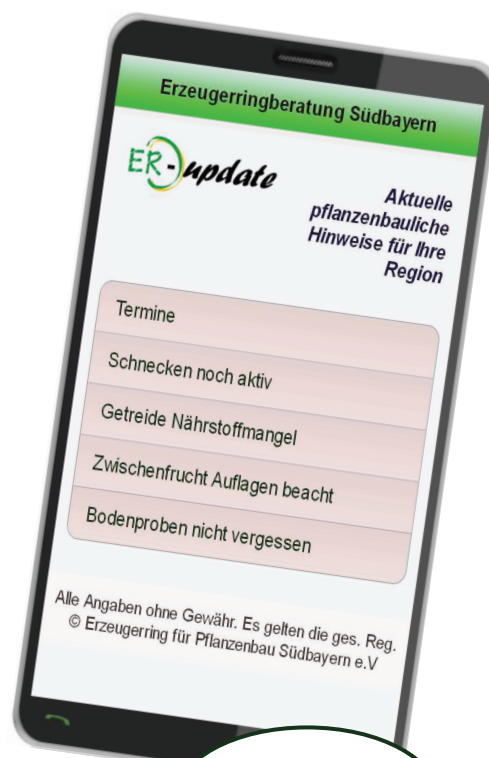 Erzeugerringberatung Südbayern
ER-update
Aktuelle
pflanzenbauliche
Hinweise für Ihre
Region
Termine
Schnecken noch aktiv
Getreide Nährstoffmangel
Zwischenfrucht Auflagen beacht
Bodenproben nicht vergessen
Alle Angaben ohne Gewähr. Es gelten die ges. Reg.
© Erzeugerring für Pflanzenbau Südbayern e.V